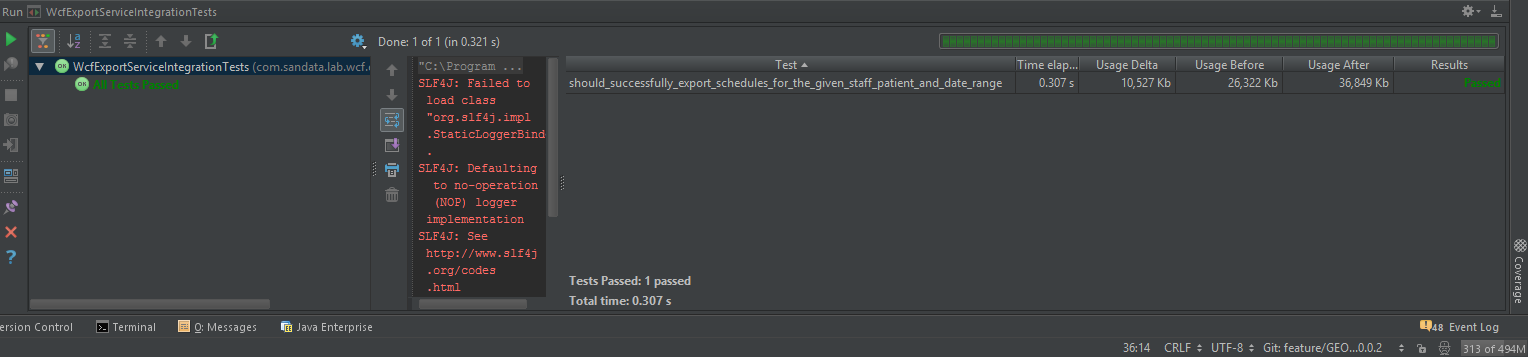 Run WcfExportServiceIntegrationTests
Done: 1 of 1 (in 0.321 s)
WcfExportServiceIntegrationTests (com.sandata.lab.wcf.
All Tests Passed
"C:\Program ...
SLF4J: Failed to
load class
"org.slf4j.impl
.StaticLoggerBind
.
SLF4J: Defaulting
to no-operation
(NOP) logger
implementation
SLF4J: See
http://www.slf4j
.org/codes
.html
Test Time elap... Usage Delta Usage Before Usage After Results
should_successfully_export_schedules_for_the_given_staff_patient_and_date_range 0.307 s 10,527 Kb 26,322 Kb 36,849 Kb Passed
Tests Passed: 1 passed
Total time: 0.307 s
Coverage
ersion Control Terminal Q: Messages Java Enterprise 48 Event Log
36:14 CRLF UTF-8 Git: feature/GEO...0.0.2 313 of 494M